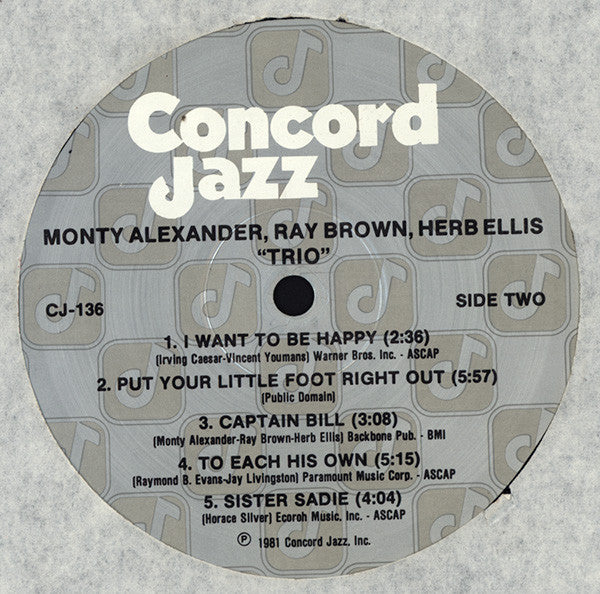 Concord
Jazz
MONTY ALEXANDER, RAY BROWN, HERB ELLIS
"TRIO"
CJ-136
SIDE TWO
1. I WANT TO BE HAPPY (2:36)
(Irving Caesar-Vincent Youmans) Warner Bros. Inc. - ASCAP
2. PUT YOUR LITTLE FOOT RIGHT OUT (5:57)
(Public Domain)
3. CAPTAIN BILL (3:08)
(Monty Alexander-Ray Brown-Herb Ellis) Backbone Pub. - BMI
4. TO EACH HIS OWN (5:15)
(Raymond B. Evans-Jay Livingston) Paramount Music Corp. - ASCAP
5. SISTER SADIE (4:04)
(Horace Silver) Ecoroh Music, Inc. - ASCAP
℗ 1981 Concord Jazz, Inc.